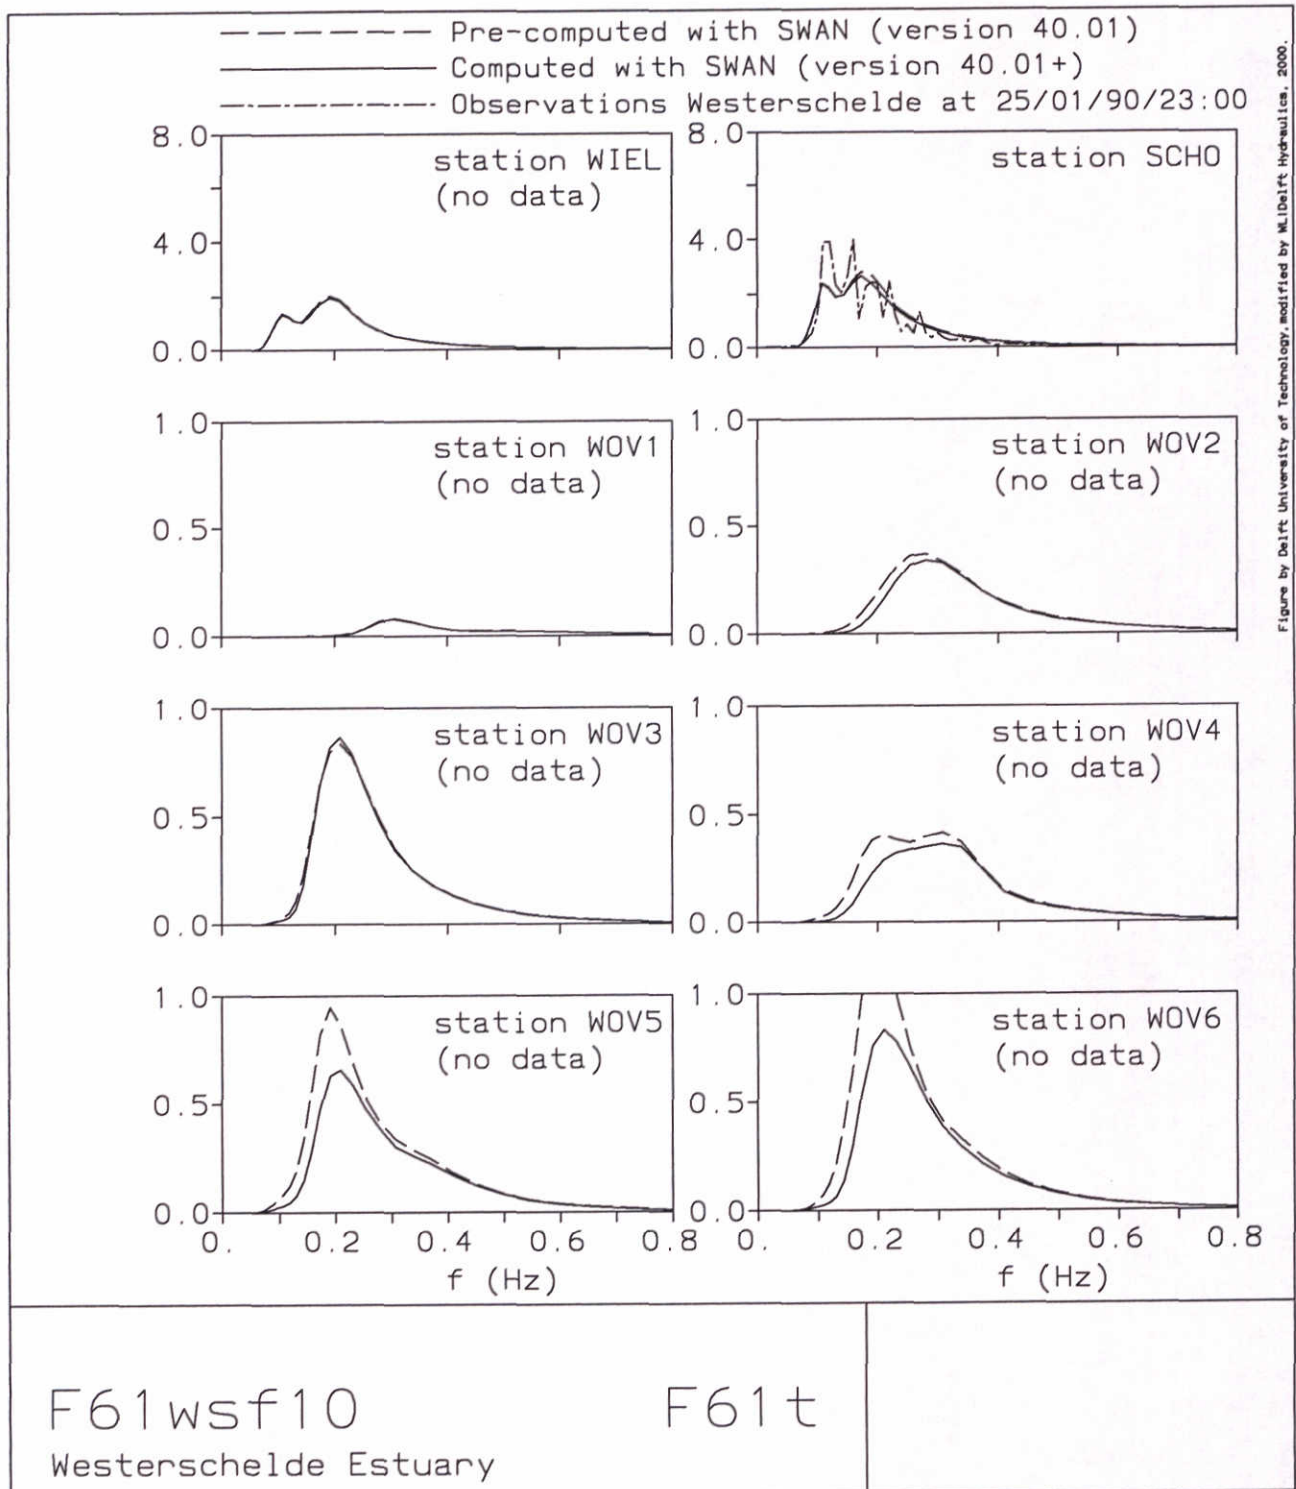 Pre-computed with SWAN (version 40.01)
Computed with SWAN (version 40.01+)
Observations Westerschelde at 25/01/90/23:00
8.0
4.0
0.0
station WIEL
(no data)
8.0
4.0
0.0
station SCHO
1.0
0.5
0.0
station WOV1
(no data)
1.0
0.5
0.0
station WOV2
(no data)
1.0
0.5
0.0
station WOV3
(no data)
1.0
0.5
0.0
station WOV4
(no data)
1.0
0.5
0.0
station WOV5
(no data)
0. 0.2 0.4 0.6 0.8
f (Hz)
1.0
0.5
0.0
station WOV6
(no data)
0. 0.2 0.4 0.6 0.8
f (Hz)
Figure by Delft University of Technology, modified by WL|Delft Hydraulics, 2000.
F61wsf10 F61t
Westerschelde Estuary